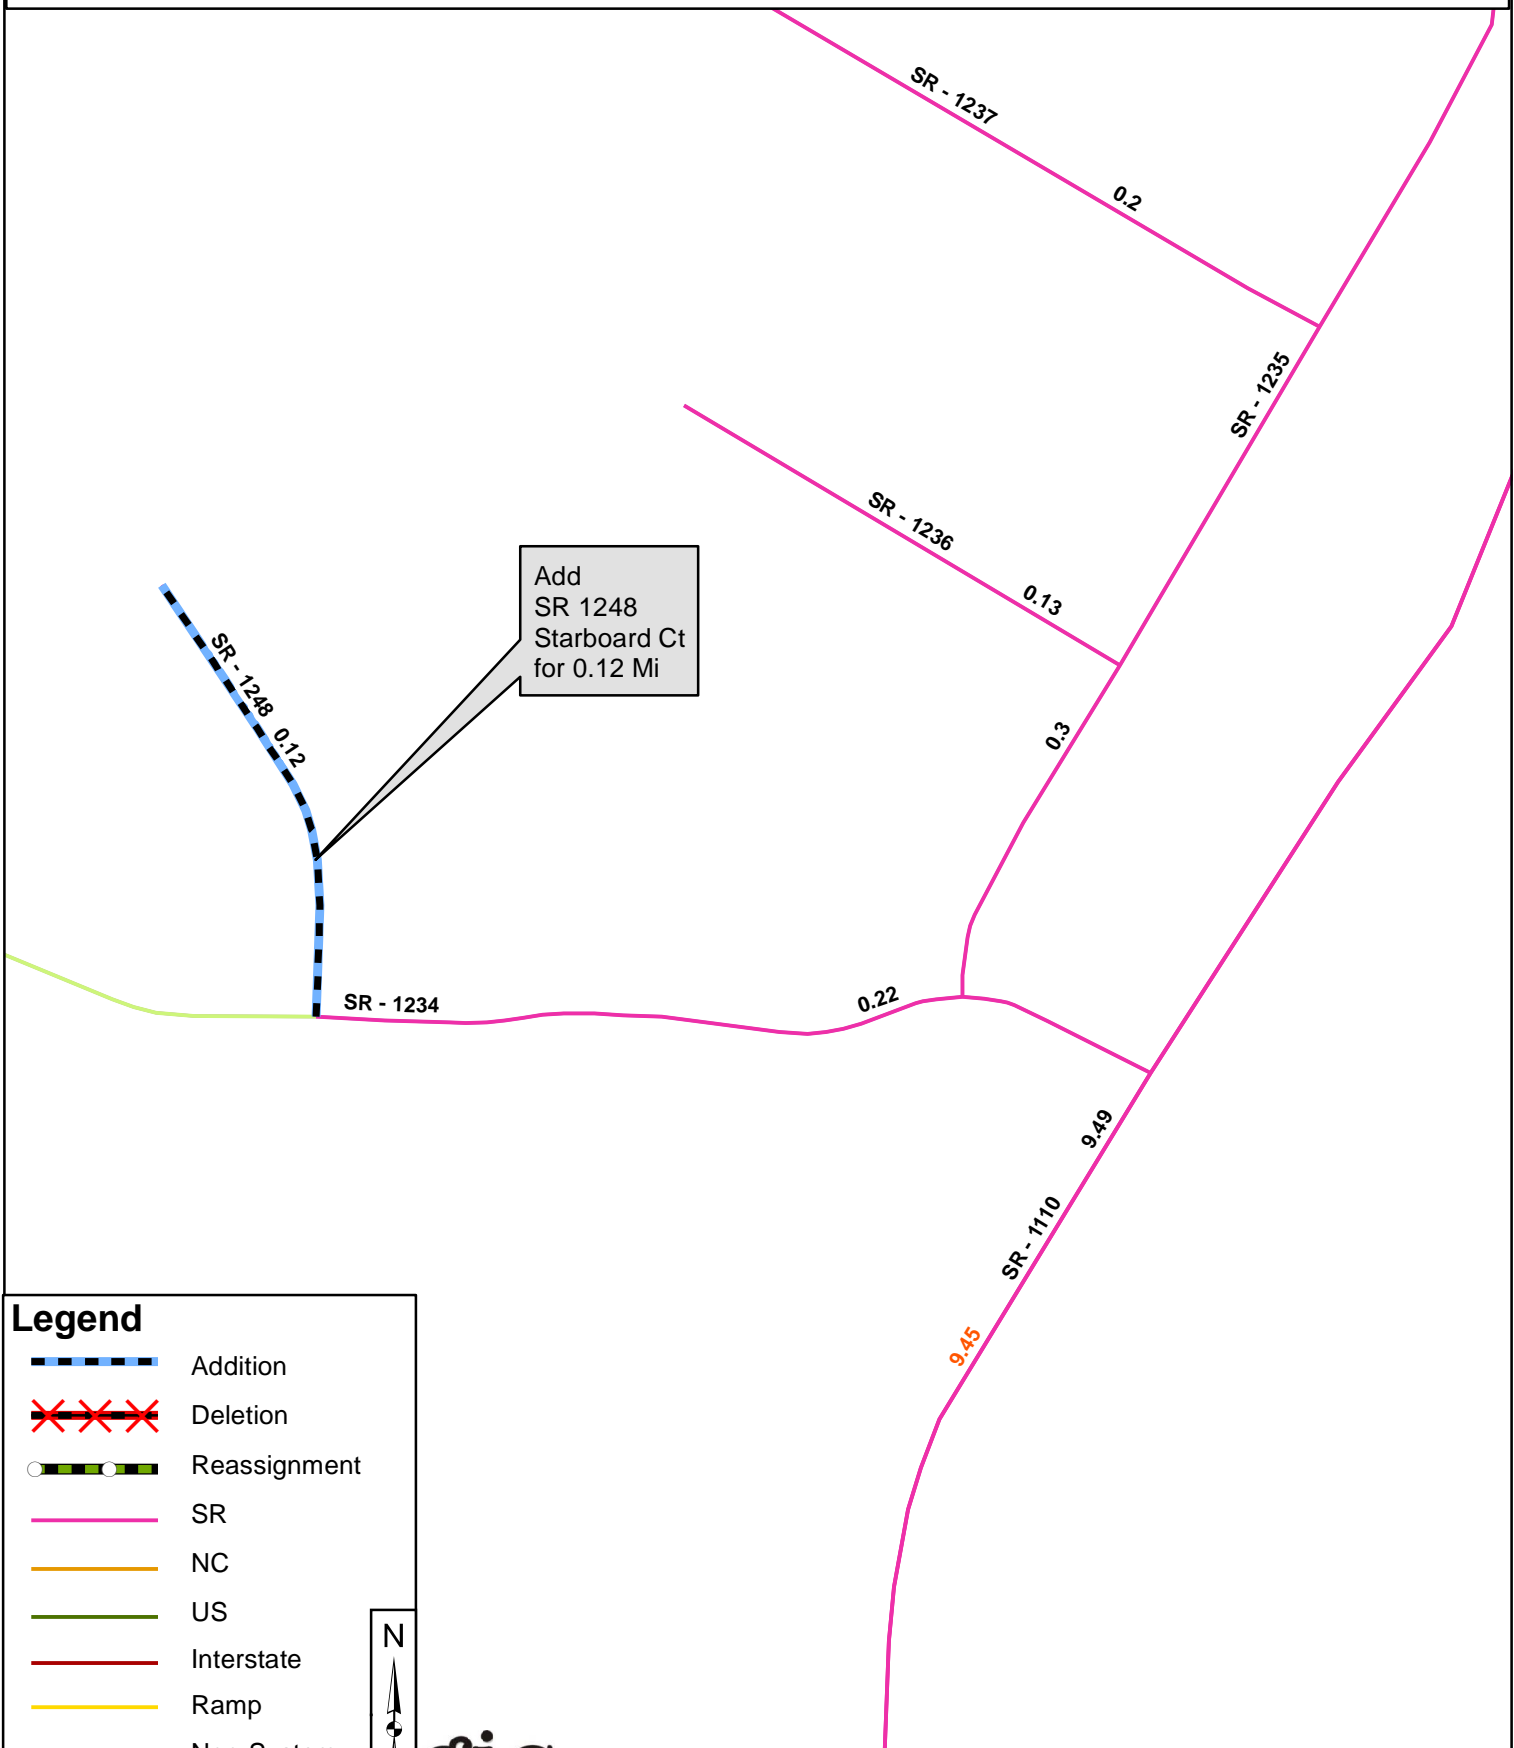 SR - 1237
0.2
SR - 1235
SR - 1236
0.13
Add
SR 1248
Starboard Ct
for 0.12 Mi
SR - 1248 0.12
0.3
SR - 1234
0.22
9.49
SR - 1110
9.45
Legend
Addition
Deletion
Reassignment
SR
NC
US
Interstate
Ramp
N